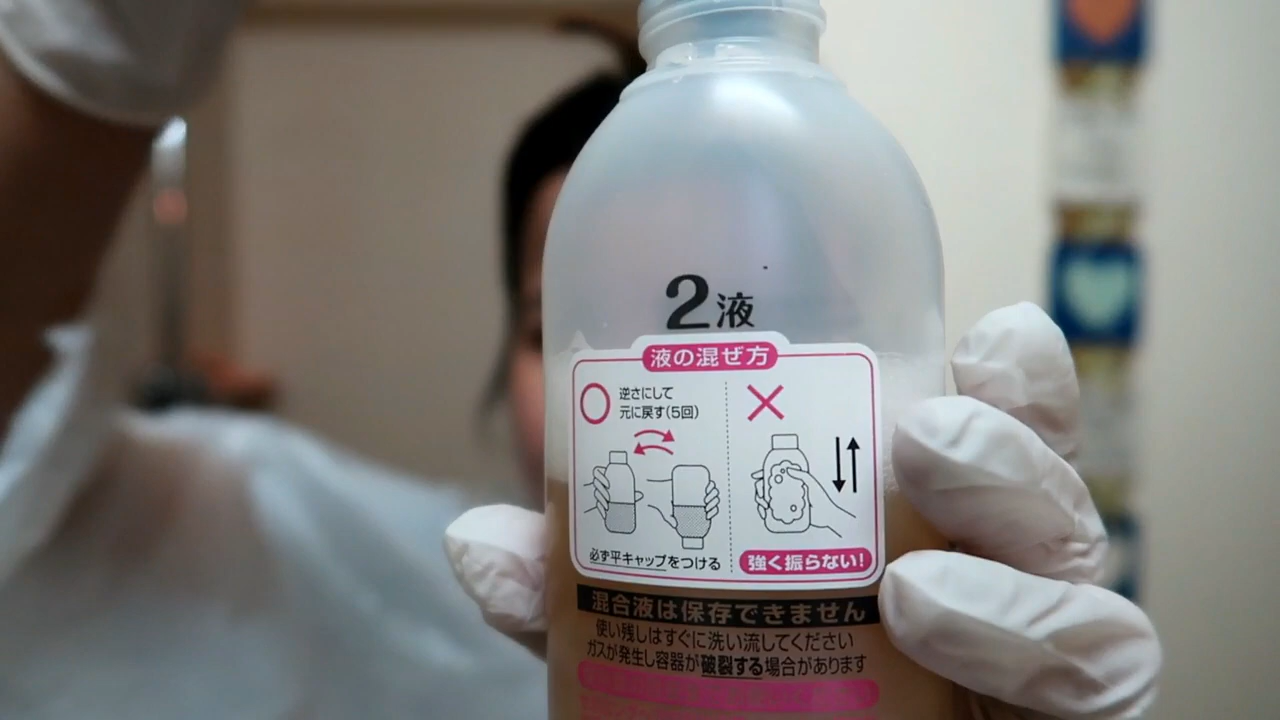 2液
液の混ぜ方
逆さにして
元に戻す(5回)
必ず平キャップをつける
強く振らない!
混合液は保存できません
使い残しはすぐに洗い流してください
ガスが発生し容器が破裂する場合があります